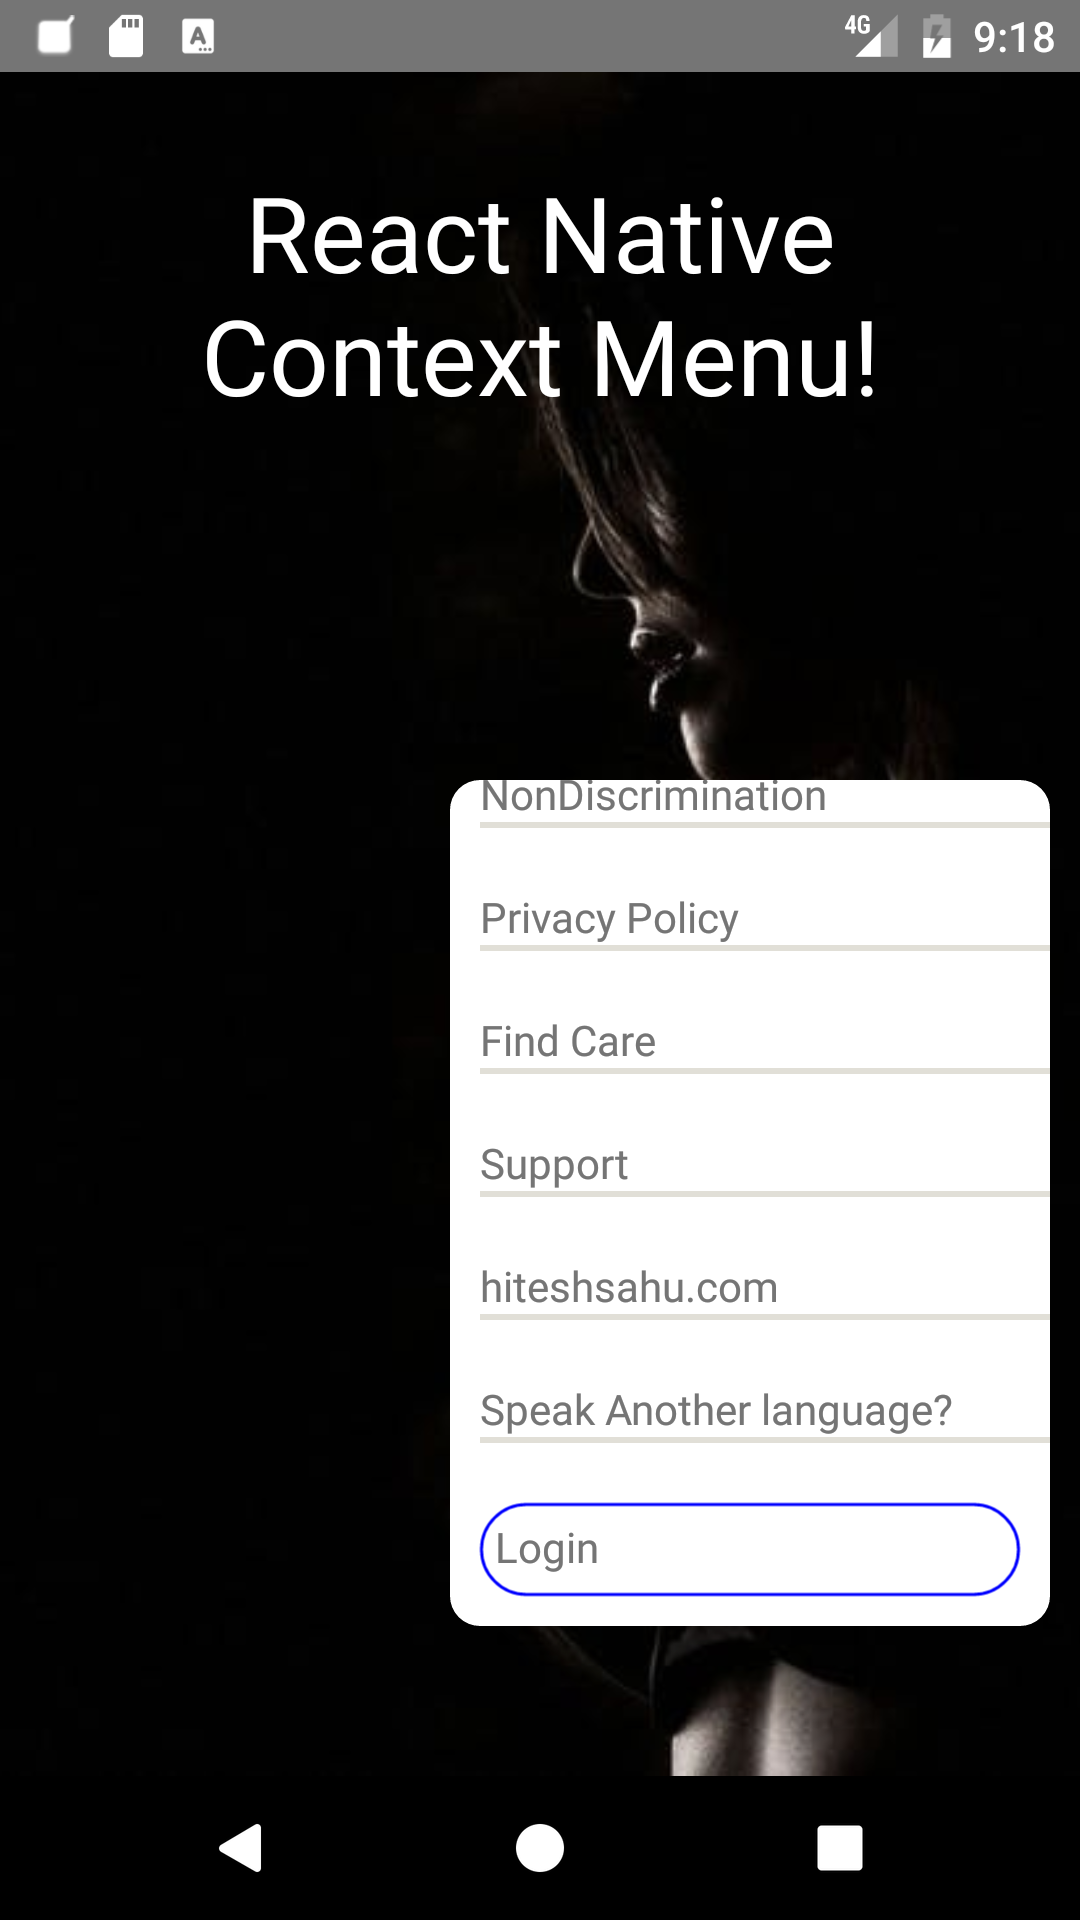 4G 9:18
React Native
Context Menu!
NonDiscrimination
Privacy Policy
Find Care
Support
hiteshsahu.com
Speak Another language?
Login